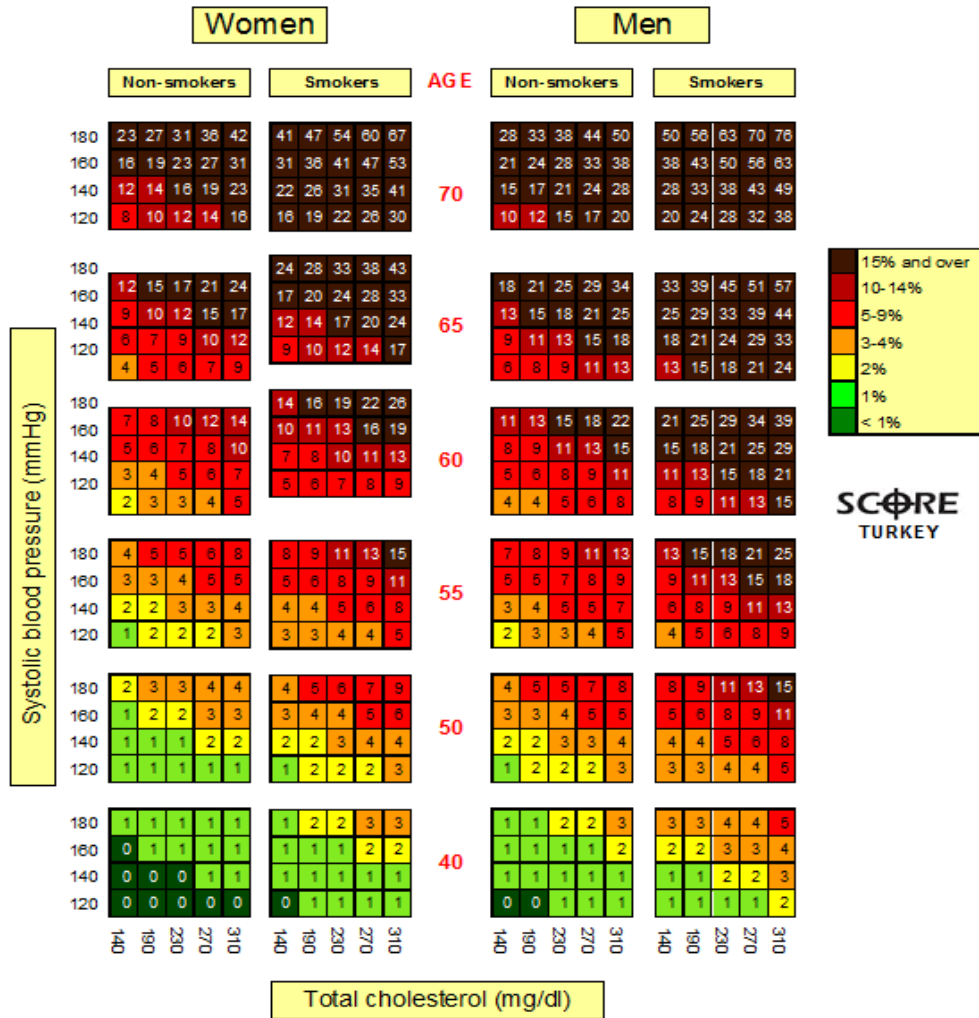 Women Men
Non-smokers Smokers AGE Non-smokers Smokers
180 23 27 31 36 42 41 47 54 60 67 28 33 38 44 50 50 56 63 70 76
160 16 19 23 27 31 31 36 41 47 53 21 24 28 33 38 38 43 50 56 63
140 12 14 16 19 23 22 26 31 35 41 70 15 17 21 24 28 28 33 38 43 49
120 8 10 12 14 16 16 19 22 26 30 10 12 15 17 20 20 24 28 32 38
180 12 15 17 21 24 24 28 33 38 43 18 21 25 29 34 33 39 45 51 57
160 9 10 12 15 17 17 20 24 28 33 13 15 18 21 25 25 29 33 39 44
140 6 7 9 10 12 12 14 17 20 24 65 9 11 13 15 18 18 21 24 29 33
120 4 5 6 7 9 9 10 12 14 17 6 8 9 11 13 13 15 18 21 24
180 7 8 10 12 14 14 16 19 22 26 11 13 15 18 22 21 25 29 34 39
160 5 6 7 8 10 10 11 13 16 19 8 9 11 13 15 15 18 21 25 29
140 3 4 5 6 7 7 8 10 11 13 60 5 6 8 9 11 11 13 15 18 21
120 2 3 3 4 5 5 6 7 8 9 4 4 5 6 8 8 9 11 13 15
180 4 5 5 6 8 8 9 11 13 15 7 8 9 11 13 13 15 18 21 25
160 3 3 4 5 5 5 6 8 9 11 5 5 7 8 9 9 11 13 15 18
140 2 2 3 3 4 4 4 5 6 8 55 3 4 5 5 7 6 8 9 11 13
120 1 2 2 2 3 3 3 4 4 5 2 3 3 4 5 4 5 6 8 9
180 2 3 3 4 4 4 5 6 7 9 4 5 5 7 8 8 9 11 13 15
160 1 2 2 3 3 3 4 4 5 6 3 3 4 5 5 5 6 8 9 11
140 1 1 1 2 2 2 2 3 4 4 50 2 2 3 3 4 4 4 5 6 8
120 1 1 1 1 1 1 2 2 2 3 1 2 2 2 3 3 3 4 4 5
180 1 1 1 1 1 1 2 2 3 3 1 1 2 2 3 3 3 4 4 5
160 0 1 1 1 1 1 1 1 2 2 40 1 1 1 1 2 2 2 3 3 4
140 0 0 0 1 1 1 1 1 1 1 1 1 1 1 1 1 1 2 2 3
120 0 0 0 0 0 0 1 1 1 1 0 0 1 1 1 1 1 1 1 2
140 190 230 270 310 140 190 230 270 310 140 190 230 270 310 140 190 230 270 310
Total cholesterol (mg/dl)
Systolic blood pressure (mmHg)
15% and over
10-14%
5-9%
3-4%
2%
1%
< 1%
SCORE
TURKEY